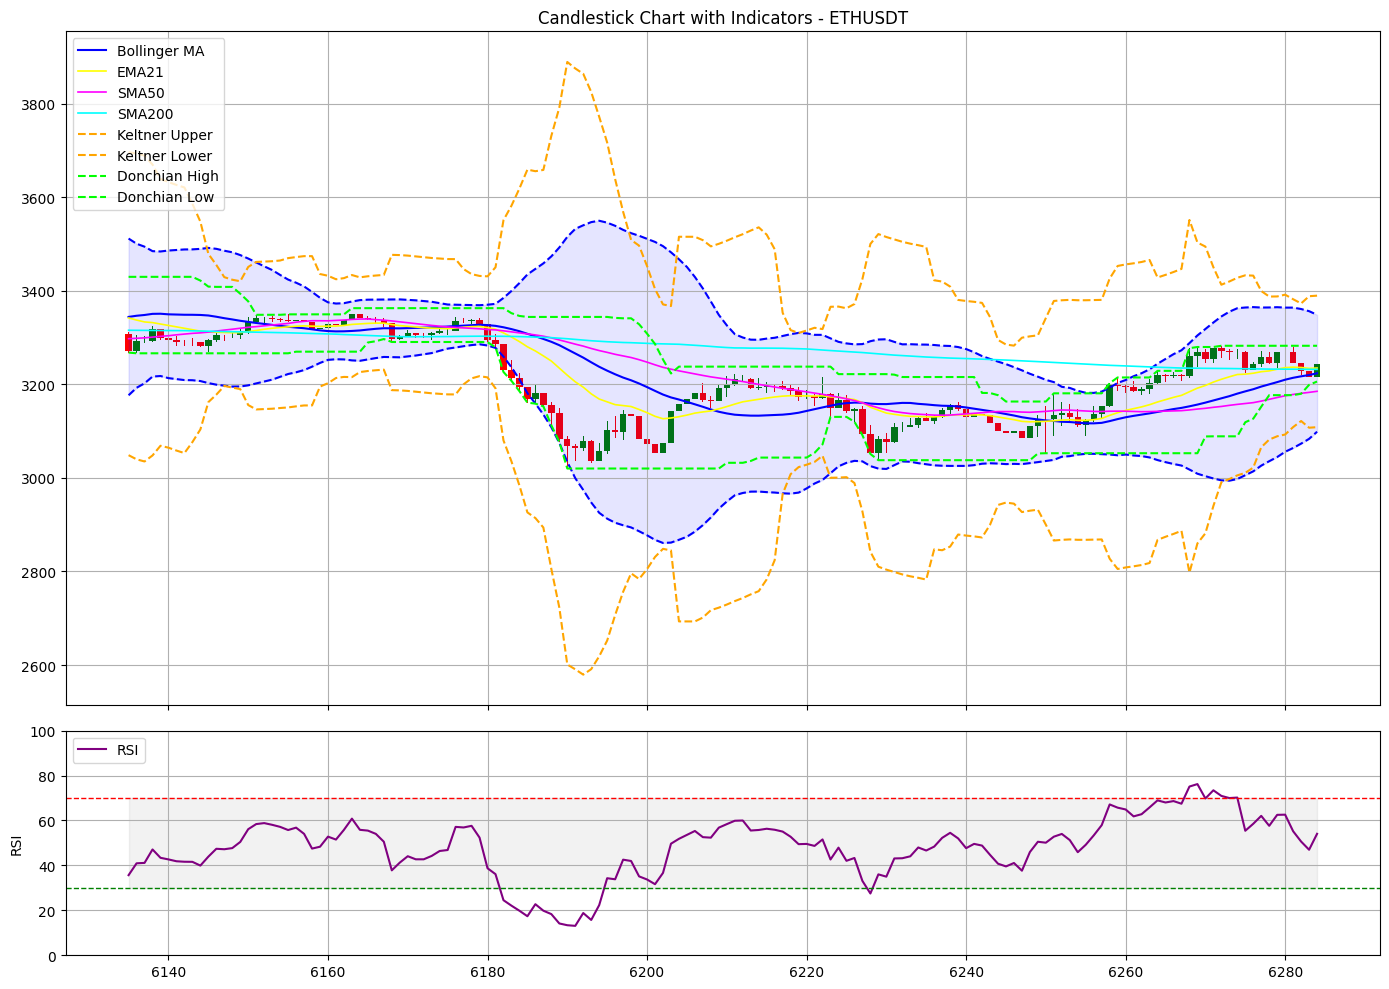 Candlestick Chart with Indicators - ETHUSDT
Bollinger MA
EMA21
SMA50
SMA200
Keltner Upper
Keltner Lower
Donchian High
Donchian Low
3800
3600
3400
3200
3000
2800
2600
RSI
100
80
60
40
20
0
RSI
6140
6160
6180
6200
6220
6240
6260
6280